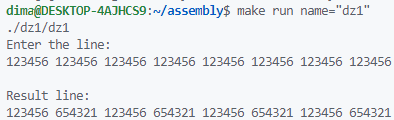 dima@DESKTOP-4AJHCS9:~/assembly$ make run name="dz1"
./dz1/dz1
Enter the line:
123456 123456 123456 123456 123456 123456 123456 123456
Result line:
123456 654321 123456 654321 123456 654321 123456 654321